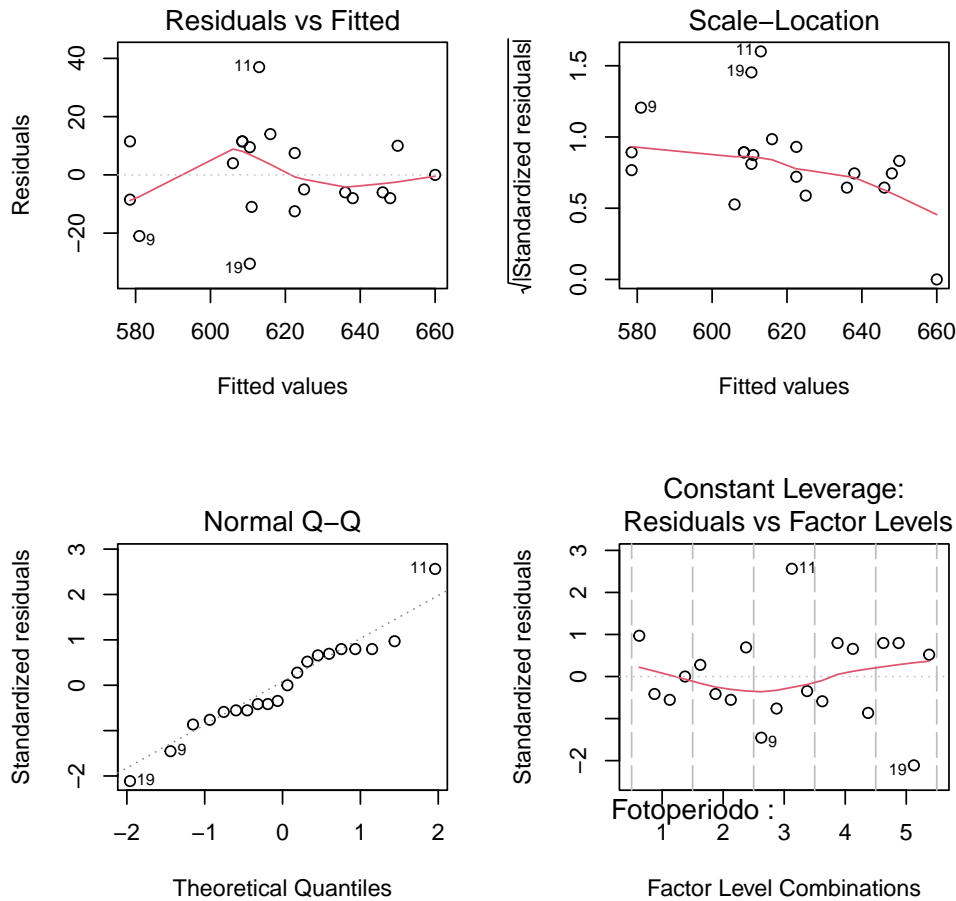 Residuals vs Fitted
Residuals
40
20
0
−20
11
9
19
580 600 620 640 660
Fitted values
Scale−Location
√|Standardized residuals|
1.5
1.0
0.5
0.0
11
19
9
580 600 620 640 660
Fitted values
Normal Q−Q
Standardized residuals
3
2
1
0
−2
11
9
19
−2 −1 0 1 2
Theoretical Quantiles
Constant Leverage:
Residuals vs Factor Levels
Standardized residuals
3
2
1
0
−2
11
9
19
Fotoperiodo :
1 2 3 4 5
Factor Level Combinations